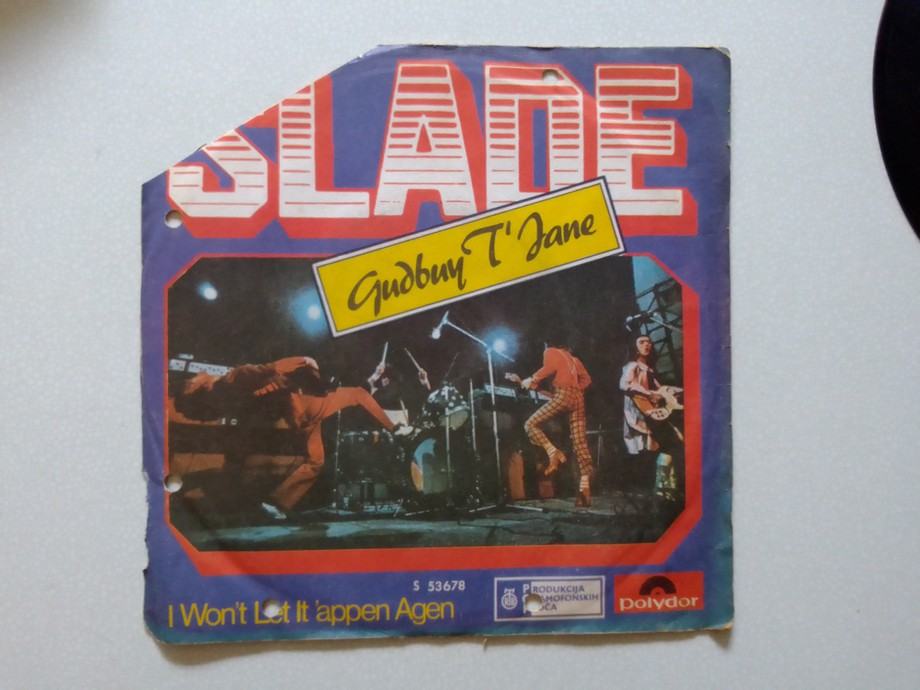 SLADE
Gudbuy T' Jane
S 53678
I Won't Let It 'appen Agen
PRODUKCIJA
polydor